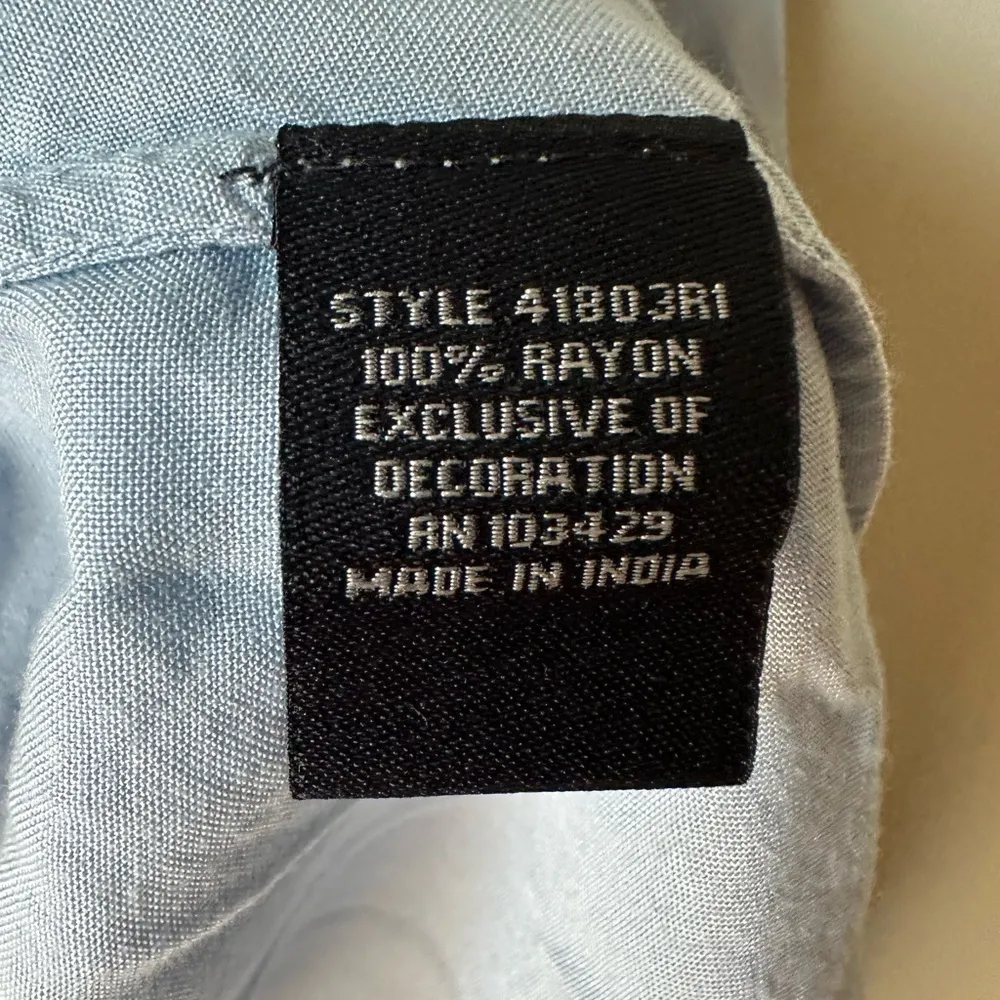 STYLE 41803R1
100% RAYON
EXCLUSIVE OF
DECORATION
RN 103429
MADE IN INDIA